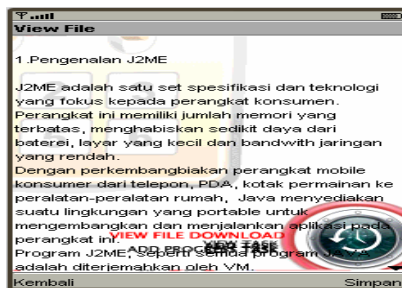 View File
1.Pengenalan J2ME
J2ME adalah satu set spesifikasi dan teknologi
yang fokus kepada perangkat konsumen.
Perangkat ini memiliki jumlah memori yang
terbatas, menghabiskan sedikit daya dari
baterei, layar yang kecil dan bandwith jaringan
yang rendah.
Dengan perkembangbiakan perangkat mobile
konsumer dari telepon, PDA, kotak permainan ke
peralatan-peralatan rumah, Java menyediakan
suatu lingkungan yang portable untuk
mengembangkan dan menjalankan aplikasi pada
perangkat ini.
VIEW FILE DOWNLOAD
VIEW TASK
Program J2ME, seperti semua program JAVA
adalah diterjemahkan oleh VM.
Kembali
Simpan